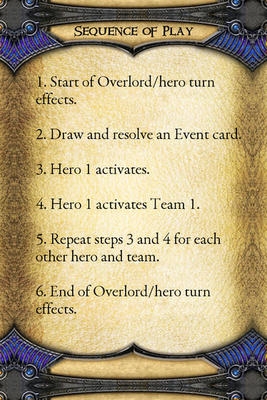 Sequence of Play
1. Start of Overlord/hero turn
effects.
2. Draw and resolve an Event card.
3. Hero 1 activates.
4. Hero 1 activates Team 1.
5. Repeat steps 3 and 4 for each
other hero and team.
6. End of Overlord/hero turn
effects.